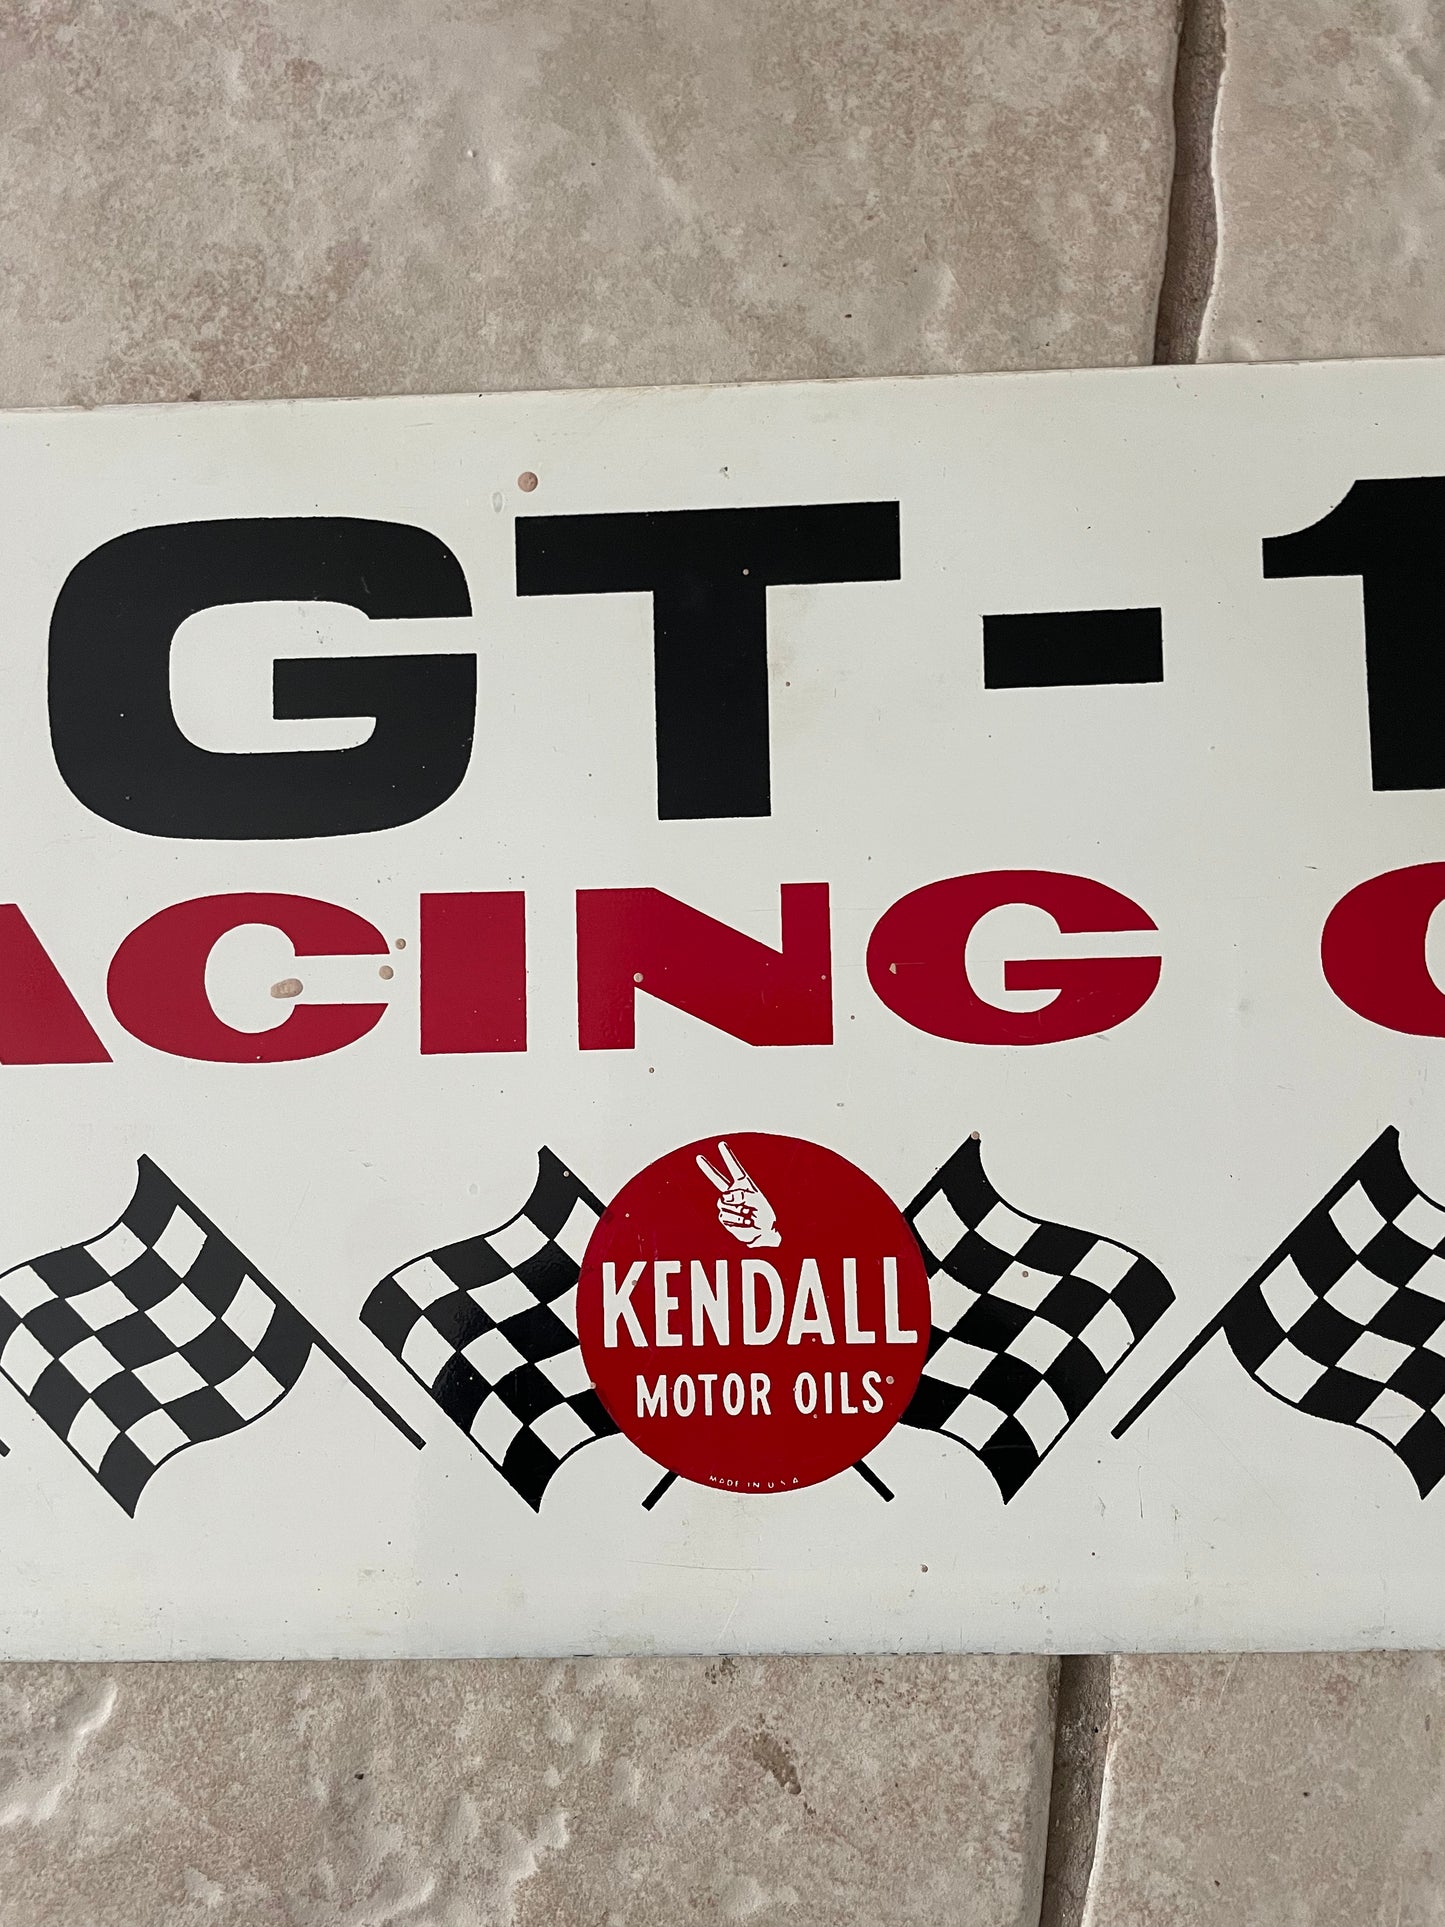 GT-1
ACING O
KENDALL
MOTOR OILS
MADE IN U.S.A